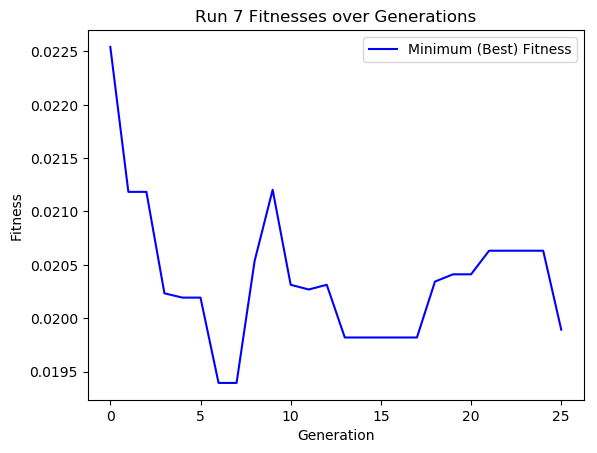 Run 7 Fitnesses over Generations
Minimum (Best) Fitness
0.0225
0.0220
0.0215
0.0210
0.0205
0.0200
0.0195
Fitness
0 5 10 15 20 25
Generation